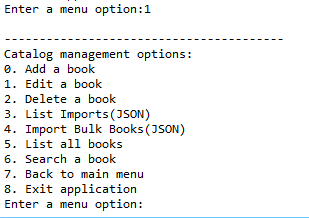 Enter a menu option:1
----------------------------------------
Catalog management options:
0. Add a book
1. Edit a book
2. Delete a book
3. List Imports(JSON)
4. Import Bulk Books(JSON)
5. List all books
6. Search a book
7. Back to main menu
8. Exit application
Enter a menu option: